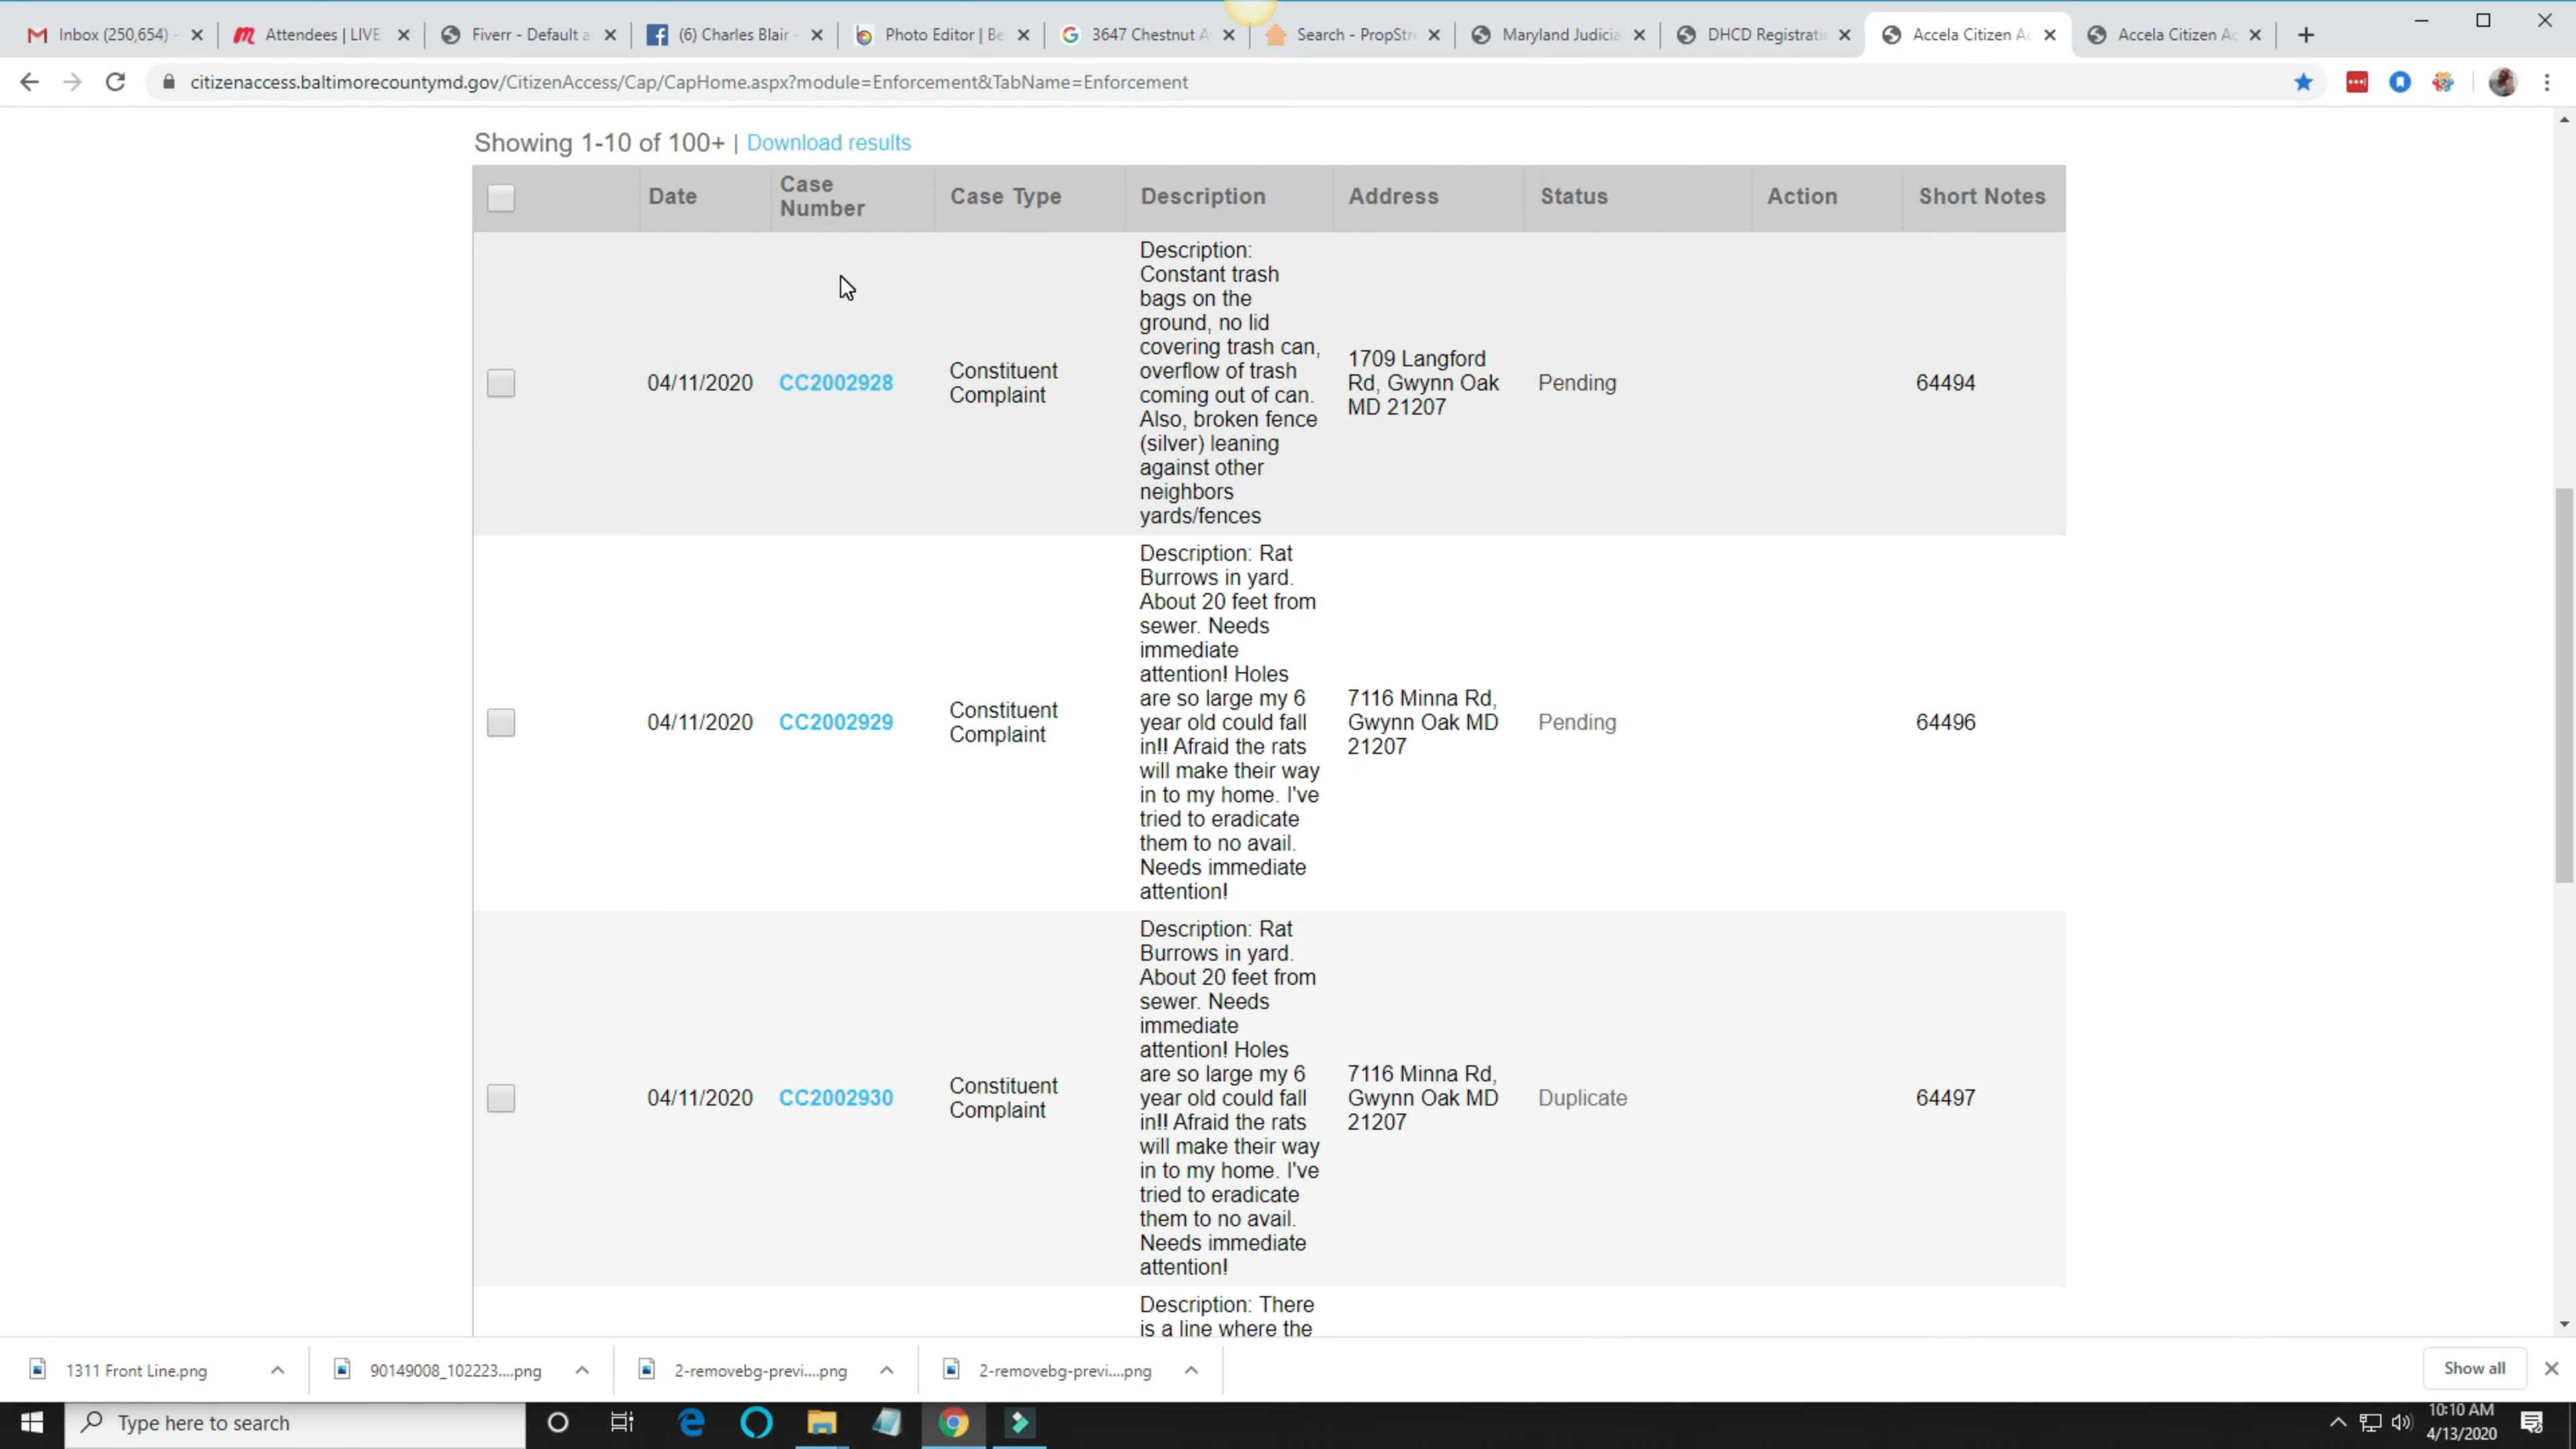 Inbox (250,654) -
Attendees | LIVE
Fiverr - Default a
(6) Charles Blair -
Photo Editor | Be
3647 Chestnut A
Search - PropStr
Maryland Judicia
DHCD Registrati
Accela Citizen Ac
Accela Citizen Ac
citizenaccess.baltimorecountymd.gov/CitizenAccess/Cap/CapHome.aspx?module=Enforcement&TabName=Enforcement
Showing 1-10 of 100+ | Download results
Date
Case
Number
Case Type
Description
Address
Status
Action
Short Notes
04/11/2020
CC2002928
Constituent
Complaint
Description:
Constant trash
bags on the
ground, no lid
covering trash can,
overflow of trash
coming out of can.
Also, broken fence
(silver) leaning
against other
neighbors
yards/fences
1709 Langford
Rd, Gwynn Oak
MD 21207
Pending
64494
04/11/2020
CC2002929
Constituent
Complaint
Description: Rat
Burrows in yard.
About 20 feet from
sewer. Needs
immediate
attention! Holes
are so large my 6
year old could fall
in!! Afraid the rats
will make their way
in to my home. I've
tried to eradicate
them to no avail.
Needs immediate
attention!
7116 Minna Rd,
Gwynn Oak MD
21207
Pending
64496
04/11/2020
CC2002930
Constituent
Complaint
Description: Rat
Burrows in yard.
About 20 feet from
sewer. Needs
immediate
attention! Holes
are so large my 6
year old could fall
in!! Afraid the rats
will make their way
in to my home. I've
tried to eradicate
them to no avail.
Needs immediate
attention!
7116 Minna Rd,
Gwynn Oak MD
21207
Duplicate
64497
Description: There
is a line where the
1311 Front Line.png
90149008_102223....png
2-removebg-previ....png
2-removebg-previ....png
Show all
Type here to search
10:10 AM
4/13/2020